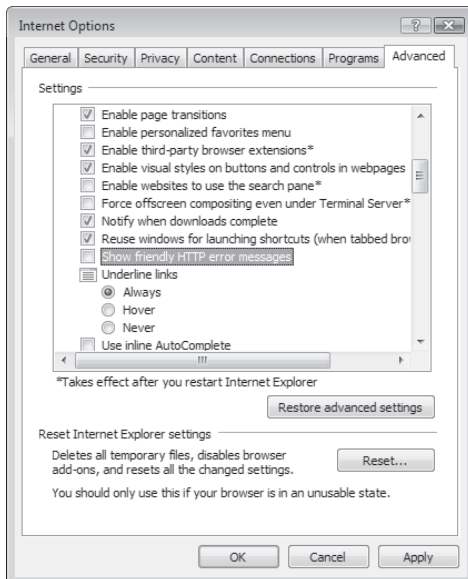 Internet Options
General Security Privacy Content Connections Programs Advanced
Settings
Enable page transitions
Enable personalized favorites menu
Enable third-party browser extensions*
Enable visual styles on buttons and controls in webpages
Enable websites to use the search pane*
Force offscreen compositing even under Terminal Server*
Notify when downloads complete
Reuse windows for launching shortcuts (when tabbed brow
Show friendly HTTP error messages
Underline links
Always
Hover
Never
Use inline AutoComplete
*Takes effect after you restart Internet Explorer
Restore advanced settings
Reset Internet Explorer settings
Deletes all temporary files, disables browser
add-ons, and resets all the changed settings.
Reset...
You should only use this if your browser is in an unusable state.
OK Cancel Apply